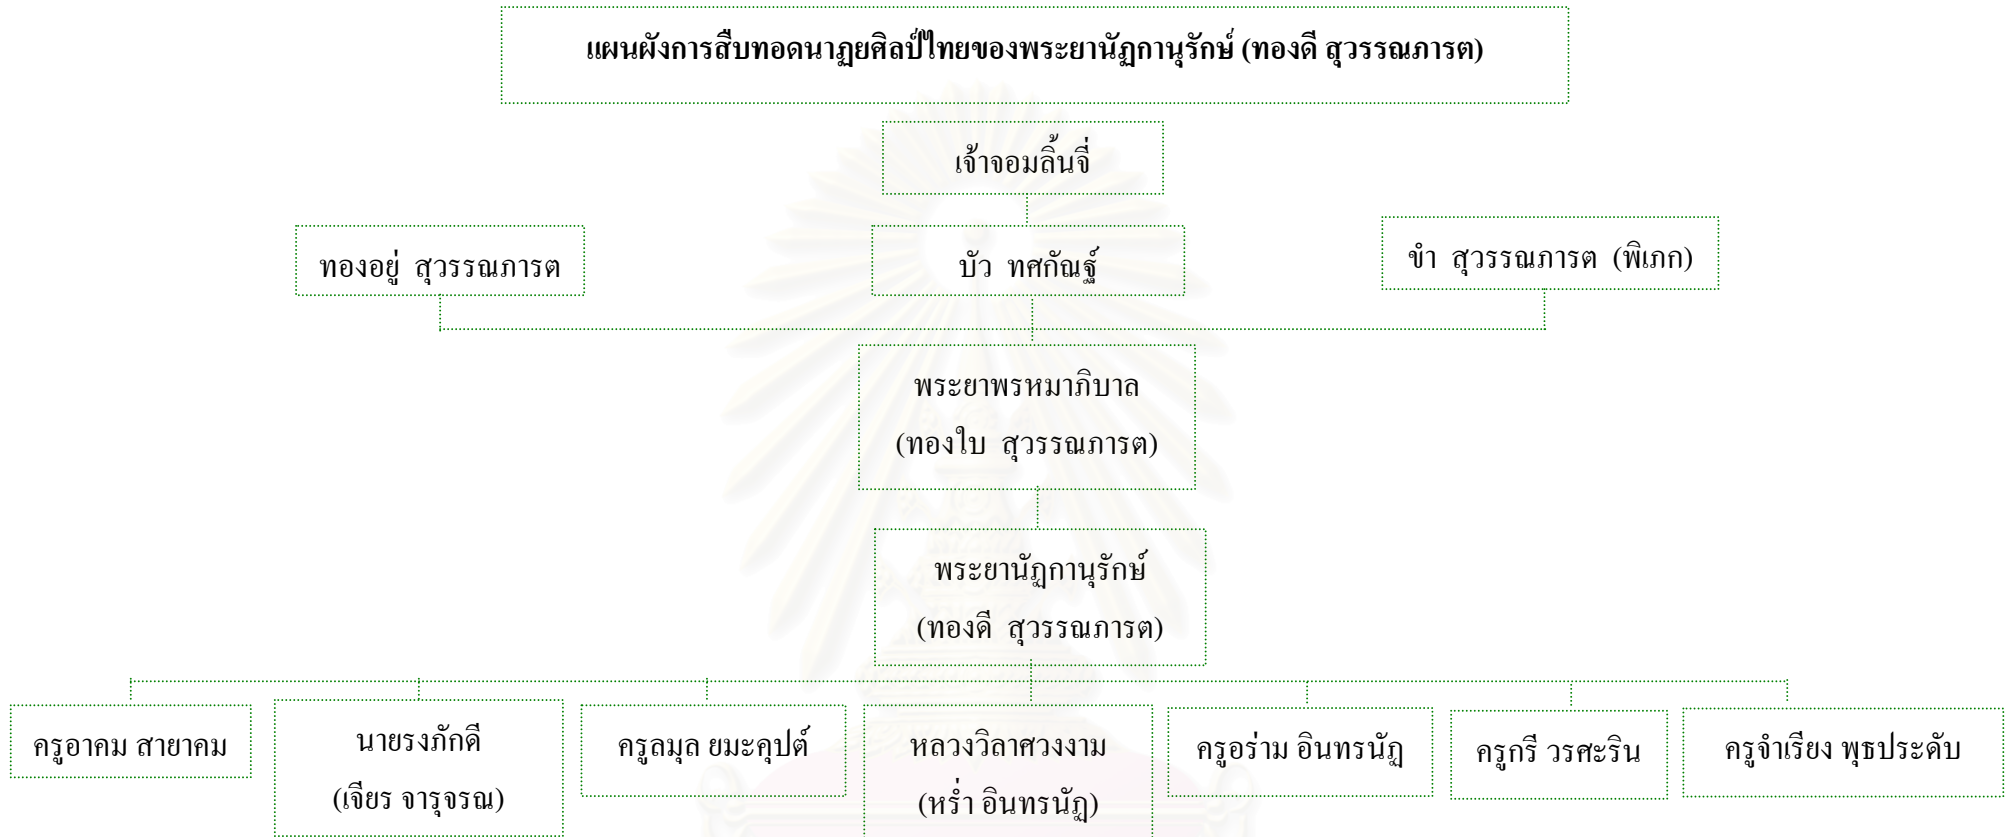 แผนผังการสืบทอดนาฏยศิลป์ไทยของพระยานัฏกานุรักษ์ (ทองดี สุวรรณภารต)
เจ้าจอมลิ้นจี่
ทองอยู่ สุวรรณภารต
บัว ทศกัณฐ์
ขำ สุวรรณภารต (พิเภก)
พระยาพรหมาภิบาล
(ทองใบ สุวรรณภารต)
พระยานัฏกานุรักษ์
(ทองดี สุวรรณภารต)
ครูอาคม สายาคม
นายรงภักดี
(เจียร จารุจรณ)
ครูลมุล ยมะคุปต์
หลวงวิลาศวงงาม
(หร่ำ อินทรนัฏ)
ครูอร่าม อินทรนัฏ
ครูกรี วรศะริน
ครูจำเรียง พุธประดับ